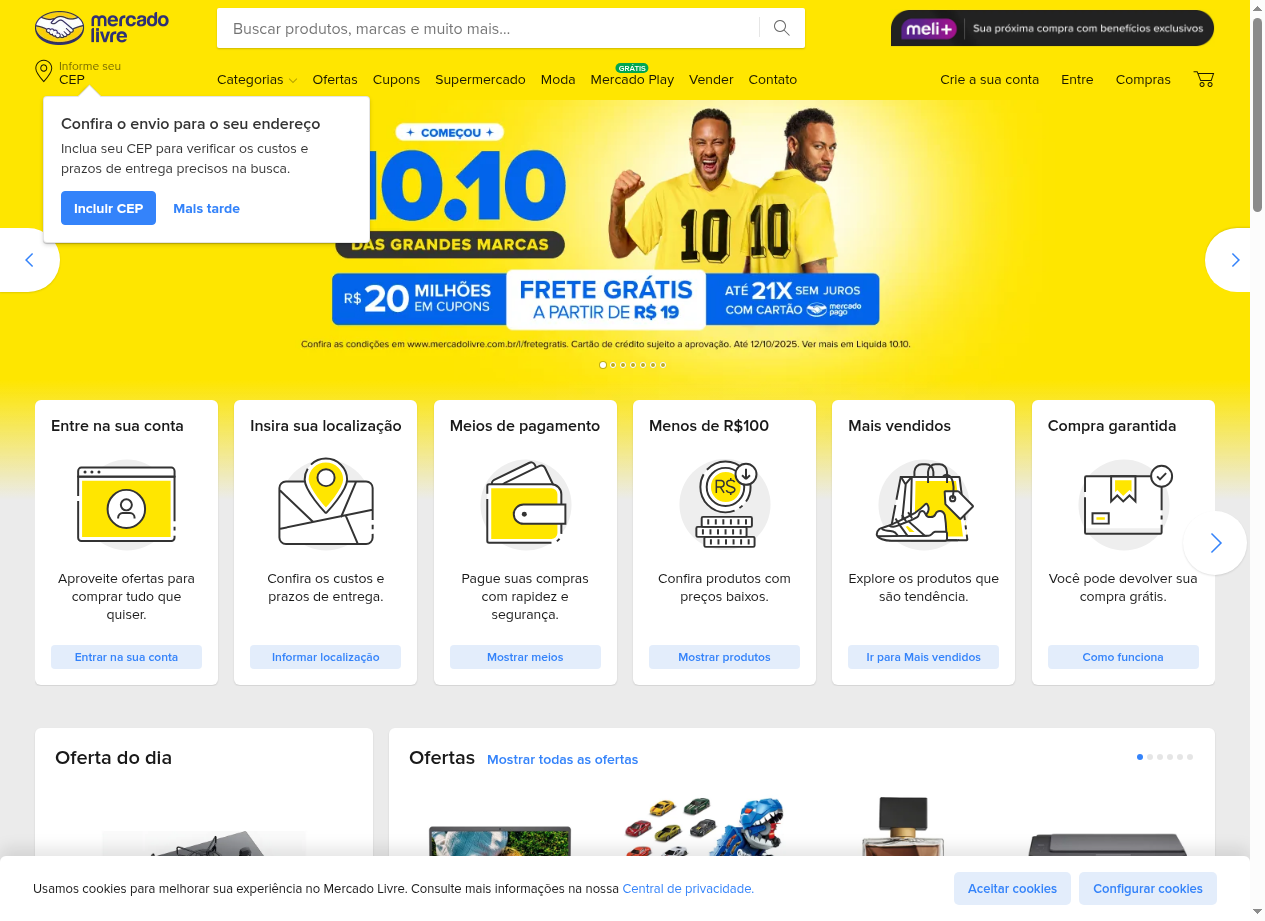 mercado
livre
Buscar produtos, marcas e muito mais...
meli+ Sua próxima compra com benefícios exclusivos
Informe seu
CEP
GRÁTIS
Categorias Ofertas Cupons Supermercado Moda Mercado Play Vender Contato
Crie a sua conta Entre Compras
Confira o envio para o seu endereço
Inclua seu CEP para verificar os custos e
prazos de entrega precisos na busca.
Incluir CEP Mais tarde
COMEÇOU
10.10
DAS GRANDES MARCAS
10 10
R$ 20 MILHÕES
EM CUPONS
FRETE GRÁTIS
A PARTIR DE R$ 19
ATÉ 21X SEM JUROS
COM CARTÃO mercado pago
Confira as condições em www.mercadolivre.com.br/l/fretegratis. Cartão de crédito sujeito a aprovação. Até 12/10/2025. Ver mais em Liquida 10.10.
Entre na sua conta
Aproveite ofertas para
comprar tudo que
quiser.
Entrar na sua conta
Insira sua localização
Confira os custos e
prazos de entrega.
Informar localização
Meios de pagamento
Pague suas compras
com rapidez e
segurança.
Mostrar meios
Menos de R$100
R$
Confira produtos com
preços baixos.
Mostrar produtos
Mais vendidos
Explore os produtos que
são tendência.
Ir para Mais vendidos
Compra garantida
Você pode devolver sua
compra grátis.
Como funciona
Oferta do dia
Ofertas Mostrar todas as ofertas
Usamos cookies para melhorar sua experiência no Mercado Livre. Consulte mais informações na nossa Central de privacidade.
Aceitar cookies Configurar cookies